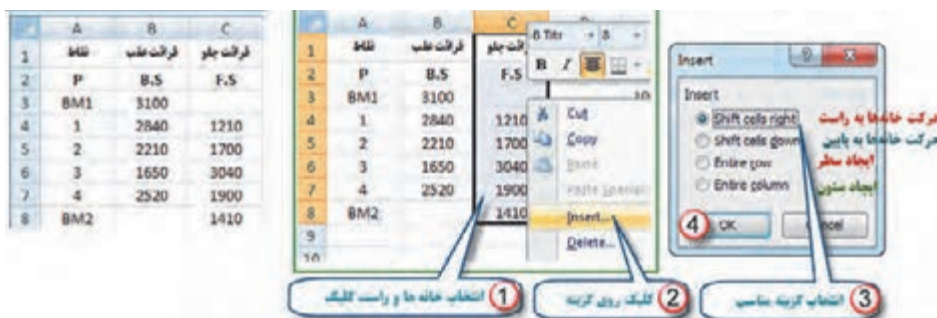 A B C
1 نقاط قرائت عقب قرائت جلو
2 P B.S F.S
3 BM1 3100
4 1 2840 1210
5 2 2210 1700
6 3 1650 3040
7 4 2520 1900
8 BM2 1410
A B C
1 نقاط قرائت عقب قرائت جلو
2 P B.S F.S
3 BM1 3100
4 1 2840 1210
5 2 2210 1700
6 3 1650 3040
7 4 2520 1900
8 BM2 1410
9
10
B Titr 8
B I
Cut
Copy
Paste
Paste Special
Insert...
Delete...
Insert
Insert
Shift cells right حرکت خانه‌ها به راست
Shift cells down حرکت خانه‌ها به پایین
Entire row ایجاد سطر
Entire column ایجاد ستون
4 OK Cancel
1 انتخاب خانه ها و راست کلیک
2 کلیک روی گزینه
3 انتخاب گزینه مناسب